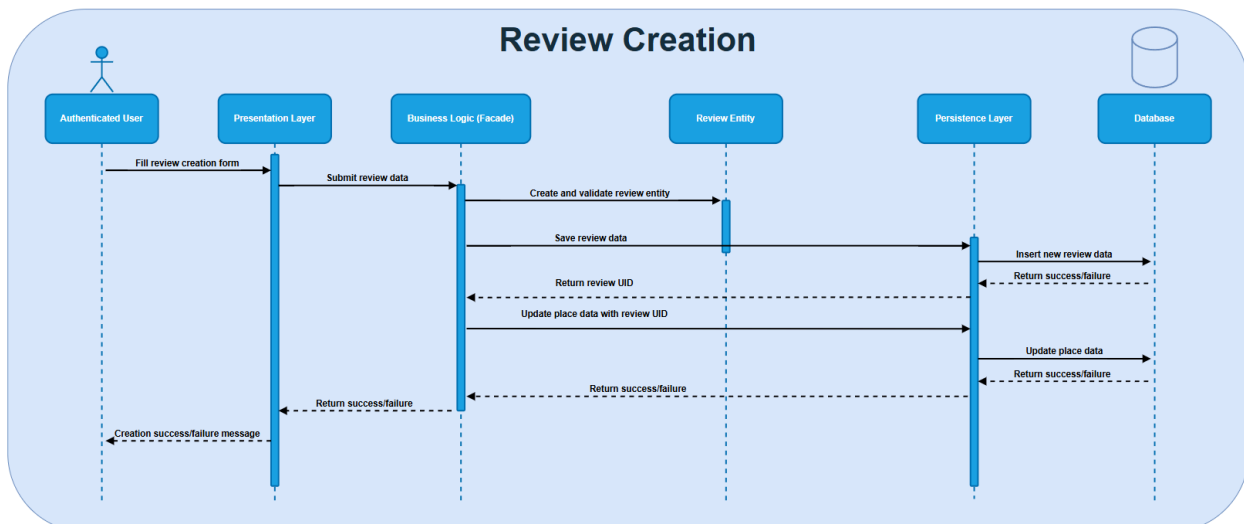 Review Creation
Authenticated User
Presentation Layer
Business Logic (Facade)
Review Entity
Persistence Layer
Database
Fill review creation form
Submit review data
Create and validate review entity
Save review data
Insert new review data
Return success/failure
Return review UID
Update place data with review UID
Update place data
Return success/failure
Return success/failure
Return success/failure
Creation success/failure message